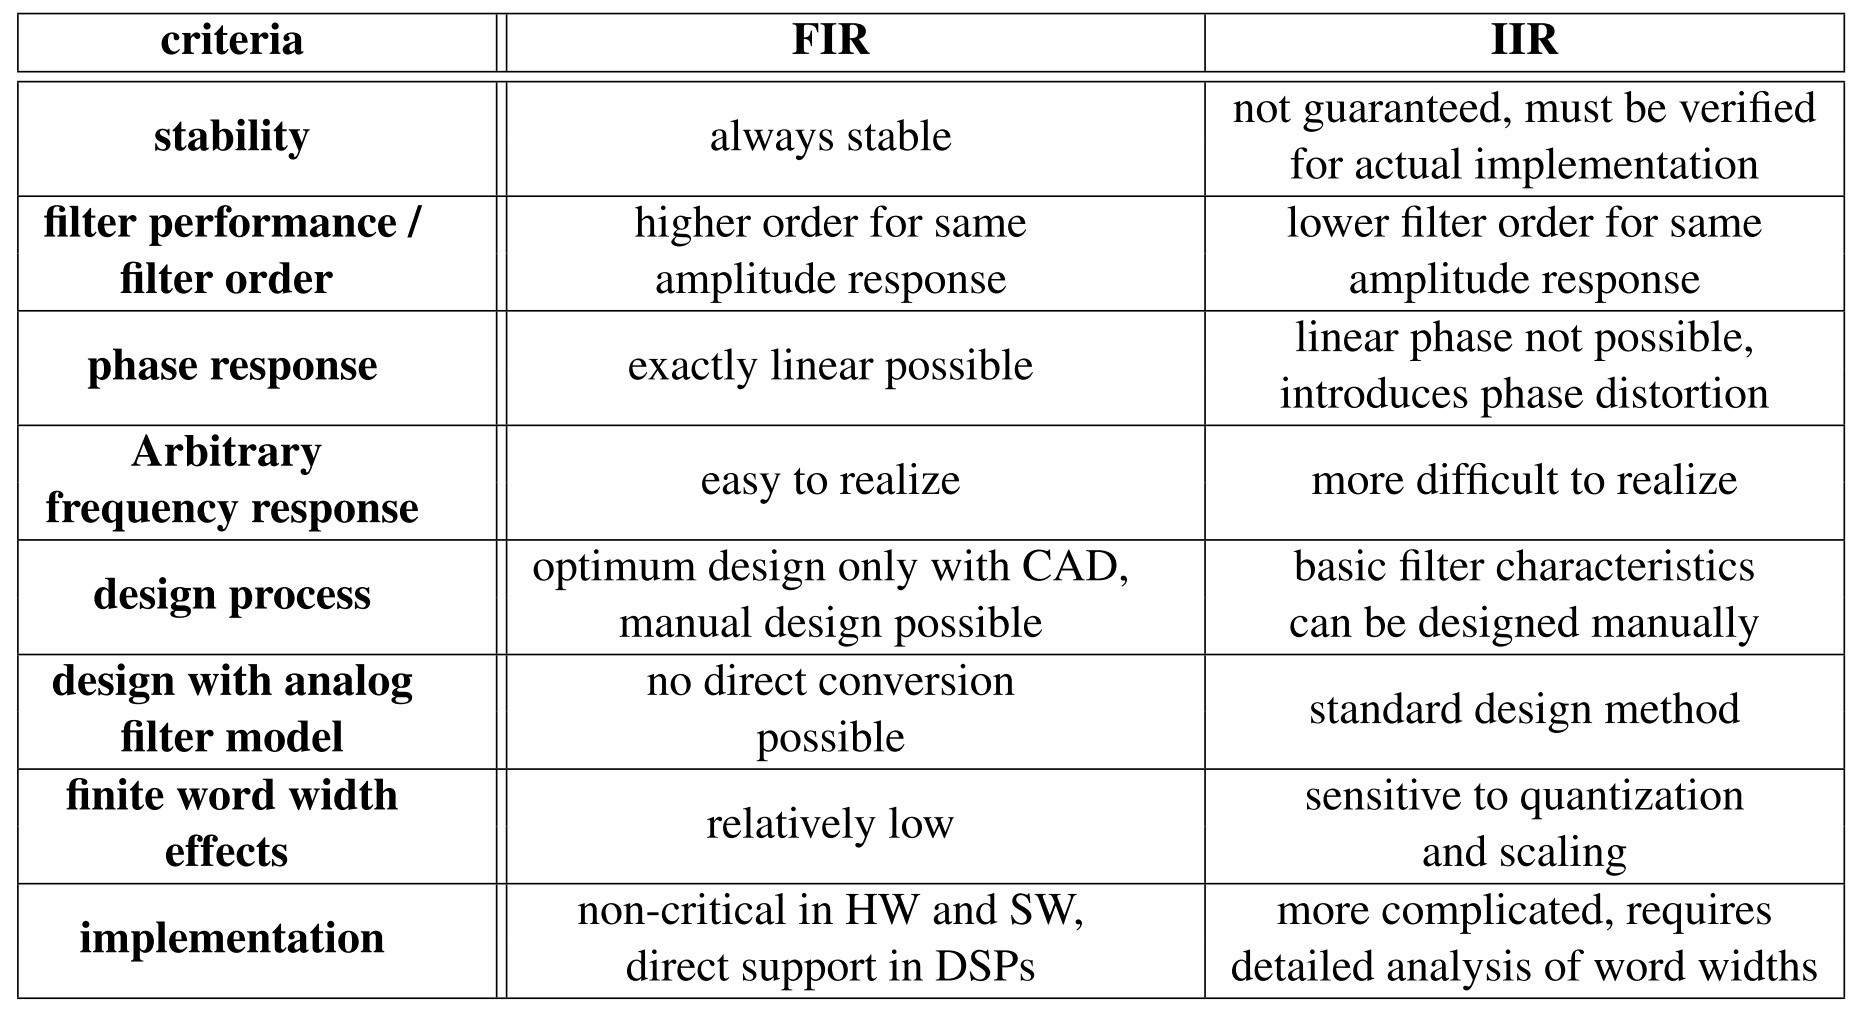 criteria FIR IIR
stability always stable not guaranteed, must be verified
for actual implementation
filter performance / higher order for same lower filter order for same
filter order amplitude response amplitude response
phase response exactly linear possible linear phase not possible,
introduces phase distortion
Arbitrary easy to realize more difficult to realize
frequency response
design process optimum design only with CAD, basic filter characteristics
manual design possible can be designed manually
design with analog no direct conversion standard design method
filter model possible
finite word width relatively low sensitive to quantization
effects and scaling
implementation non-critical in HW and SW, more complicated, requires
direct support in DSPs detailed analysis of word widths